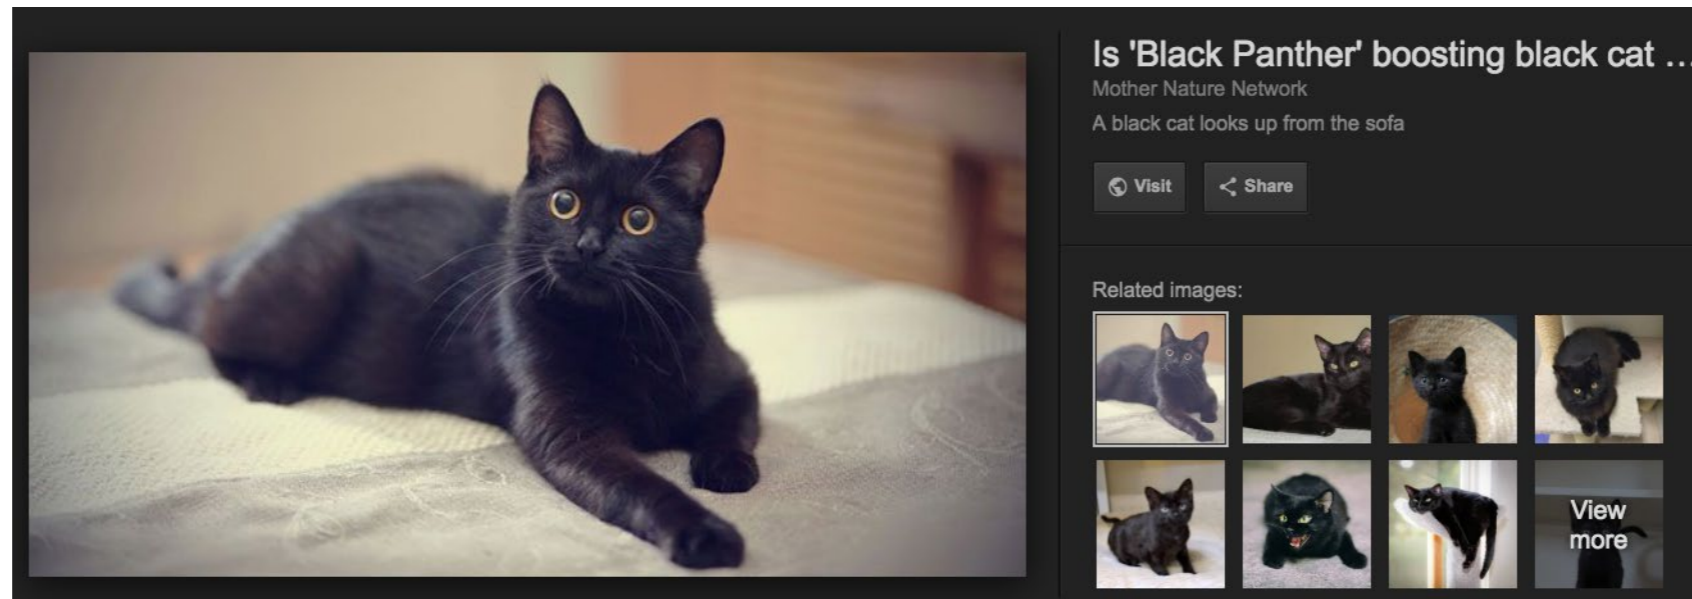 Is 'Black Panther' boosting black cat ...
Mother Nature Network
A black cat looks up from the sofa
Visit
Share
Related images:
View
more